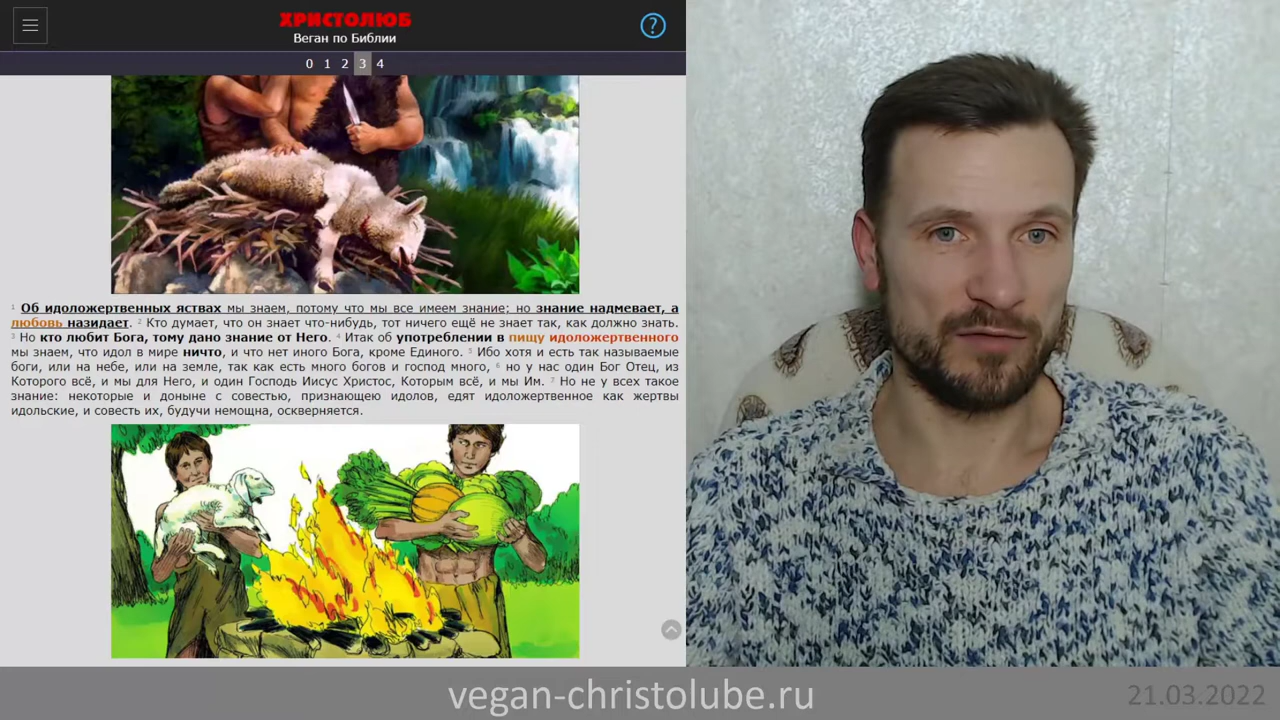 ХРИСТОЛЮБ
Веган по Библии
?
0 1 2 3 4
1 Об идоложертвенных яствах мы знаем, потому что мы все имеем знание; но знание надмевает, а
любовь назидает. 2 Кто думает, что он знает что-нибудь, тот ничего ещё не знает так, как должно знать.
3 Но кто любит Бога, тому дано знание от Него. 4 Итак об употреблении в пищу идоложертвенного
мы знаем, что идол в мире ничто, и что нет иного Бога, кроме Единого. 5 Ибо хотя и есть так называемые
боги, или на небе, или на земле, так как есть много богов и господ много, 6 но у нас один Бог Отец, из
Которого всё, и мы для Него, и один Господь Иисус Христос, Которым всё, и мы Им. 7 Но не у всех такое
знание: некоторые и доныне с совестью, признающею идолов, едят идоложертвенное как жертвы
идольские, и совесть их, будучи немощна, оскверняется.
vegan-christolube.ru
21.03.2022